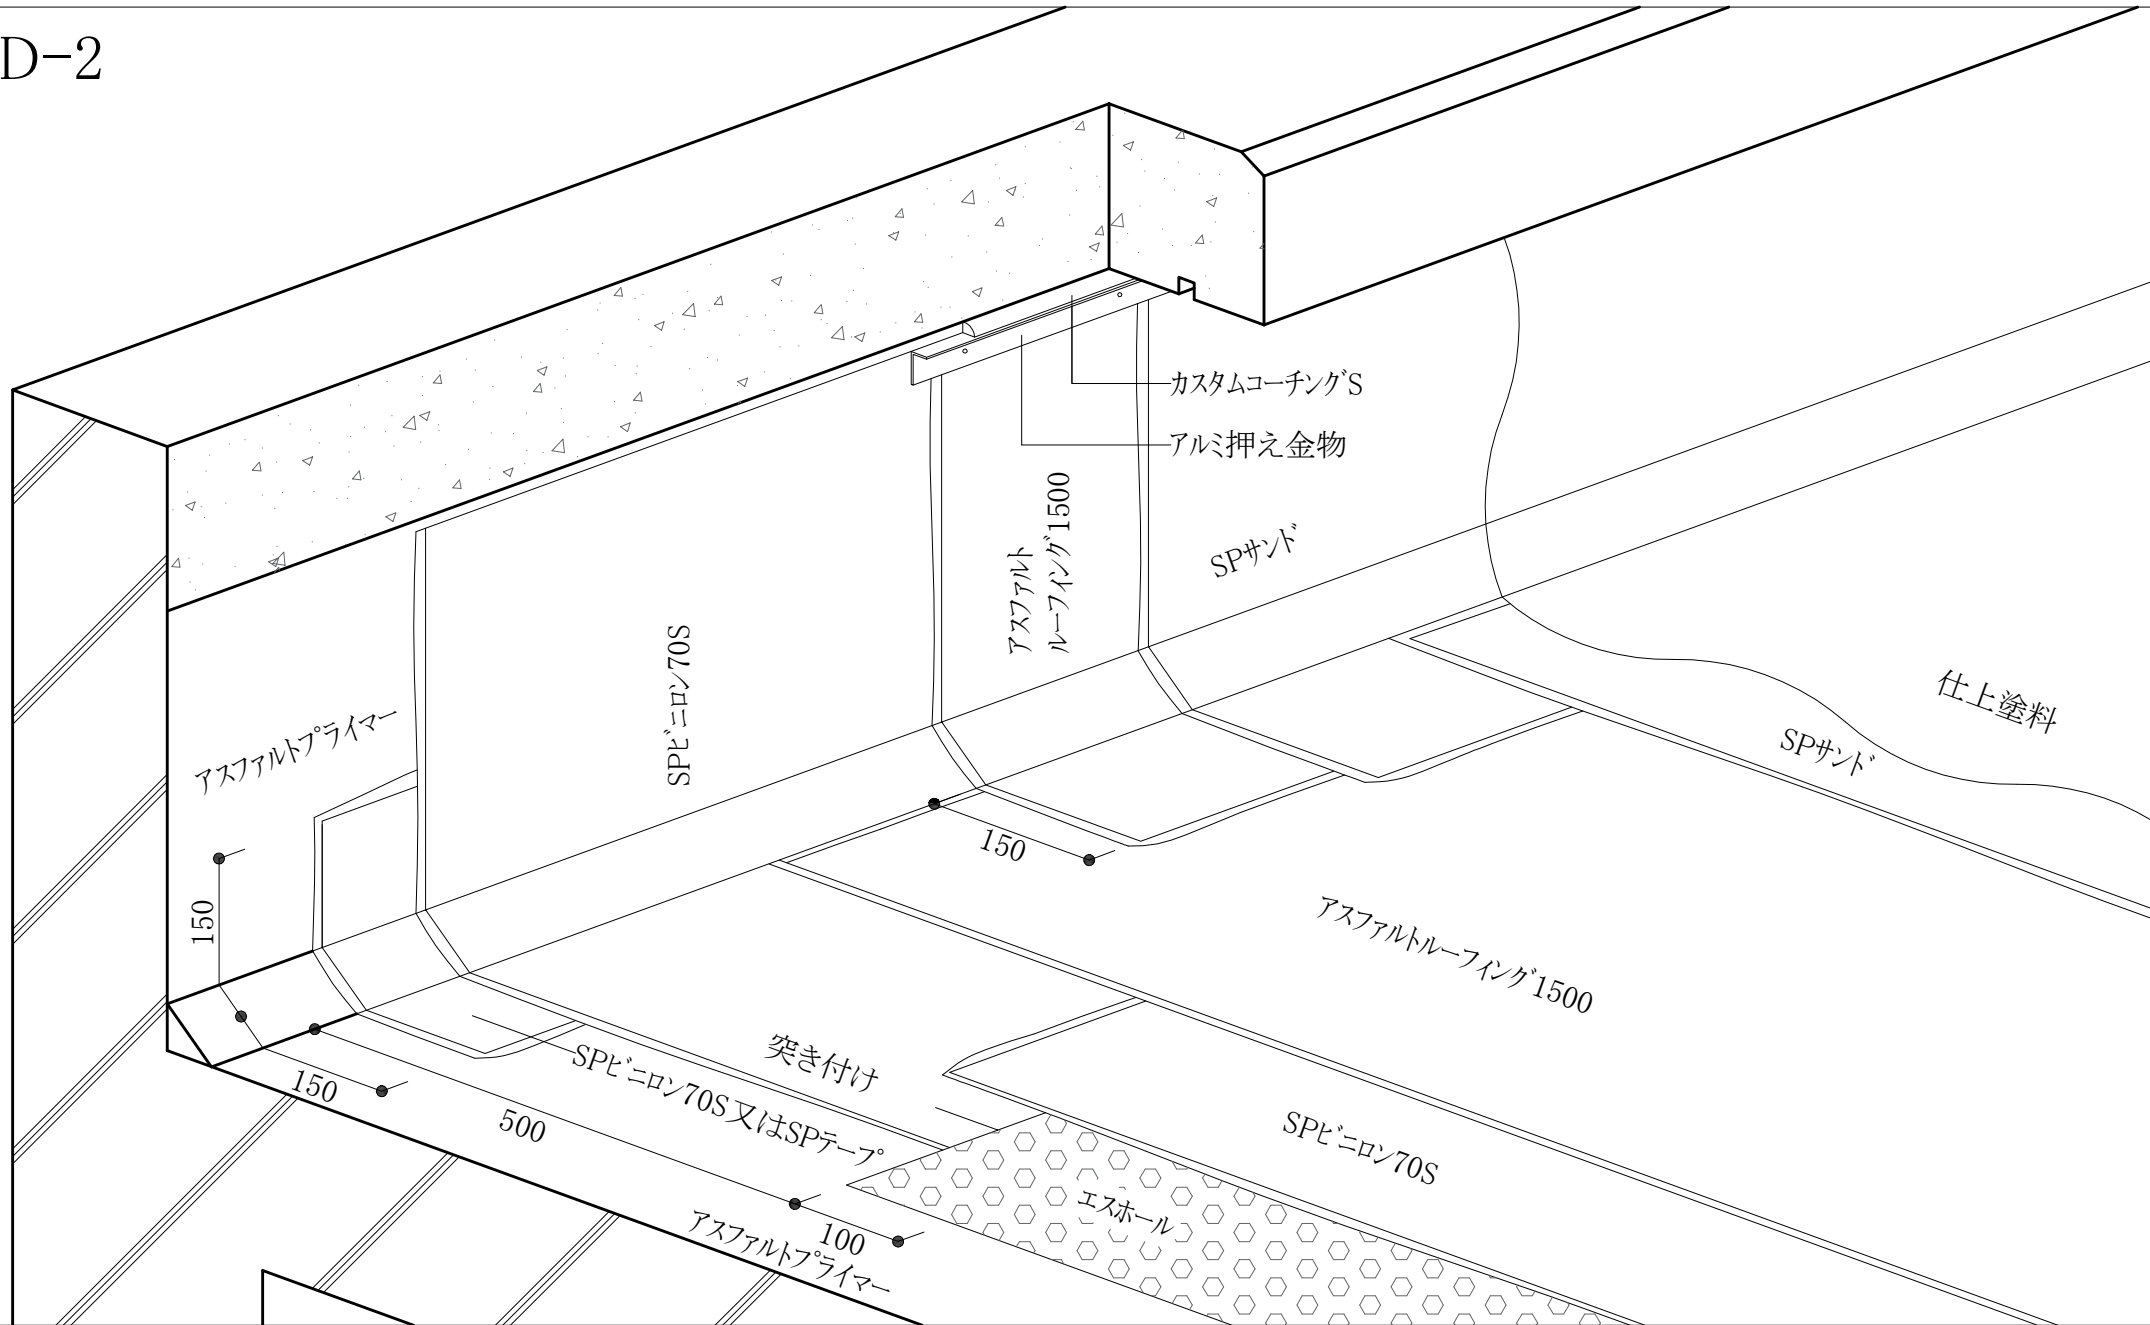 D-2
カスタムコーチングS
アルミ押え金物
アスファルト
ルーフィング1500
SPサンド
SPビニロン70S
アスファルトプライマー
仕上塗料
SPサンド
150
150
アスファルトルーフィング1500
突き付け
SPビニロン70S又はSPテープ
150
500
SPビニロン70S
エスホール
100
アスファルトプライマー